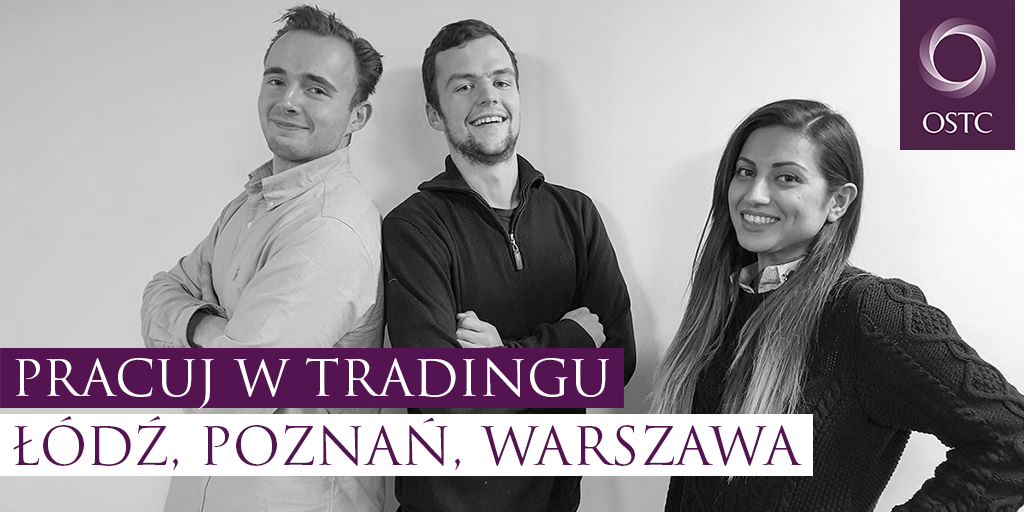 OSTC
PRACUJ W TRADINGU
ŁÓDŹ, POZNAŃ, WARSZAWA